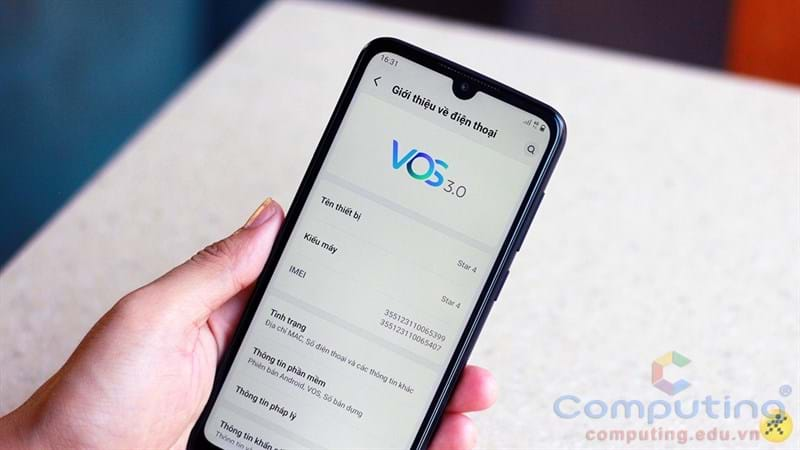 16:31
Giới thiệu về điện thoại
VOS 3.0
Tên thiết bị
Star 4
Kiểu máy
Star 4
IMEI
355123110065399
355123110065407
Tình trạng
Địa chỉ MAC, Số điện thoại và các thông tin khác
Thông tin phần mềm
Phiên bản Android, VOS, Số bản dựng
Thông tin pháp lý
Thông tin khẩn
Thông tin
Computing®
computing.edu.vn